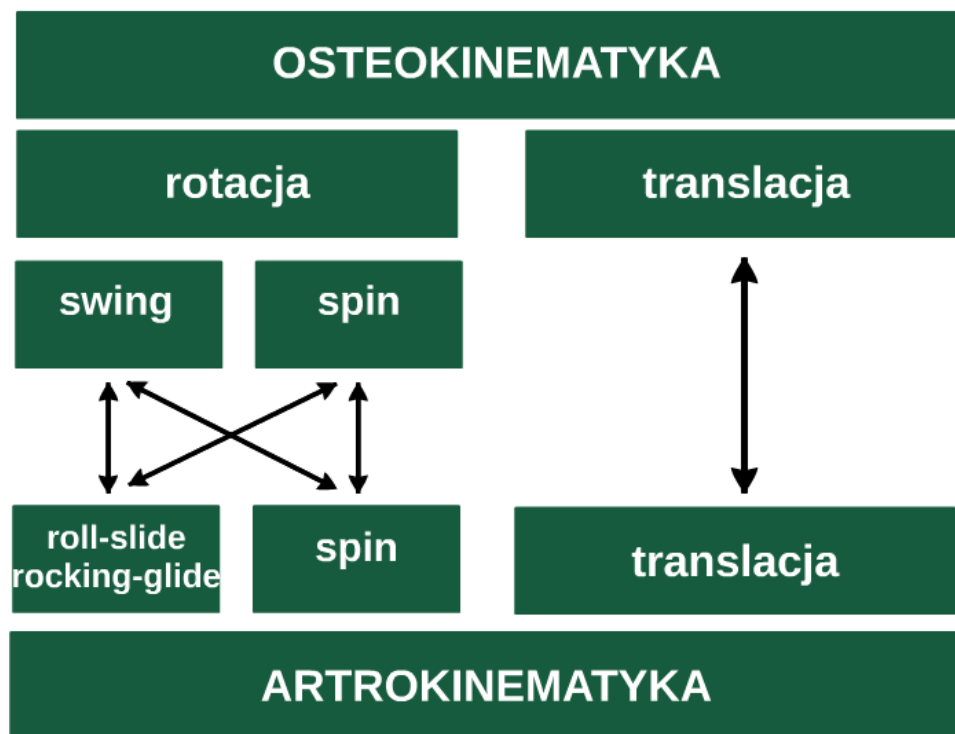 OSTEOKINEMATYKA
rotacja
translacja
swing
spin
roll-slide
rocking-glide
spin
translacja
ARTROKINEMATYKA